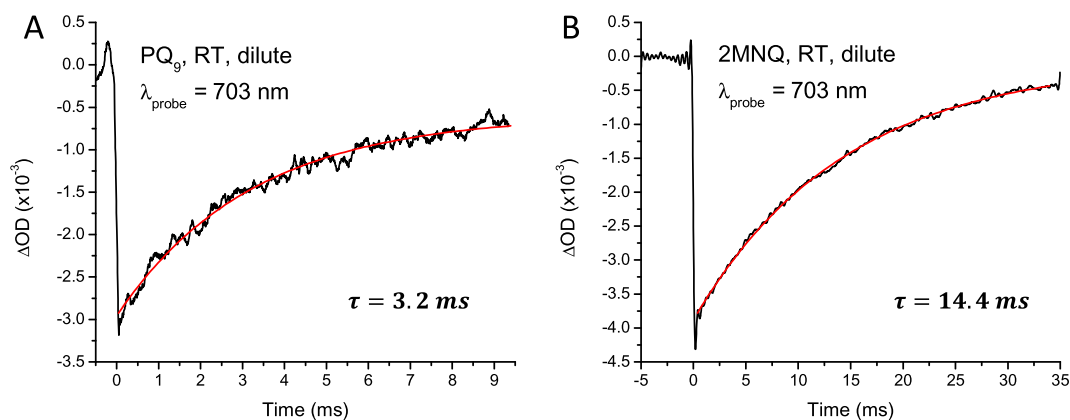 A
PQ₉, RT, dilute
λprobe = 703 nm
τ = 3.2 ms
0.5
0.0
-0.5
-1.0
-1.5
-2.0
-2.5
-3.0
-3.5
ΔOD (x10⁻³)
0 1 2 3 4 5 6 7 8 9
Time (ms)
B
2MNQ, RT, dilute
λprobe = 703 nm
τ = 14.4 ms
0.5
0.0
-0.5
-1.0
-1.5
-2.0
-2.5
-3.0
-3.5
-4.0
-4.5
ΔOD (x10⁻³)
-5 0 5 10 15 20 25 30 35
Time (ms)